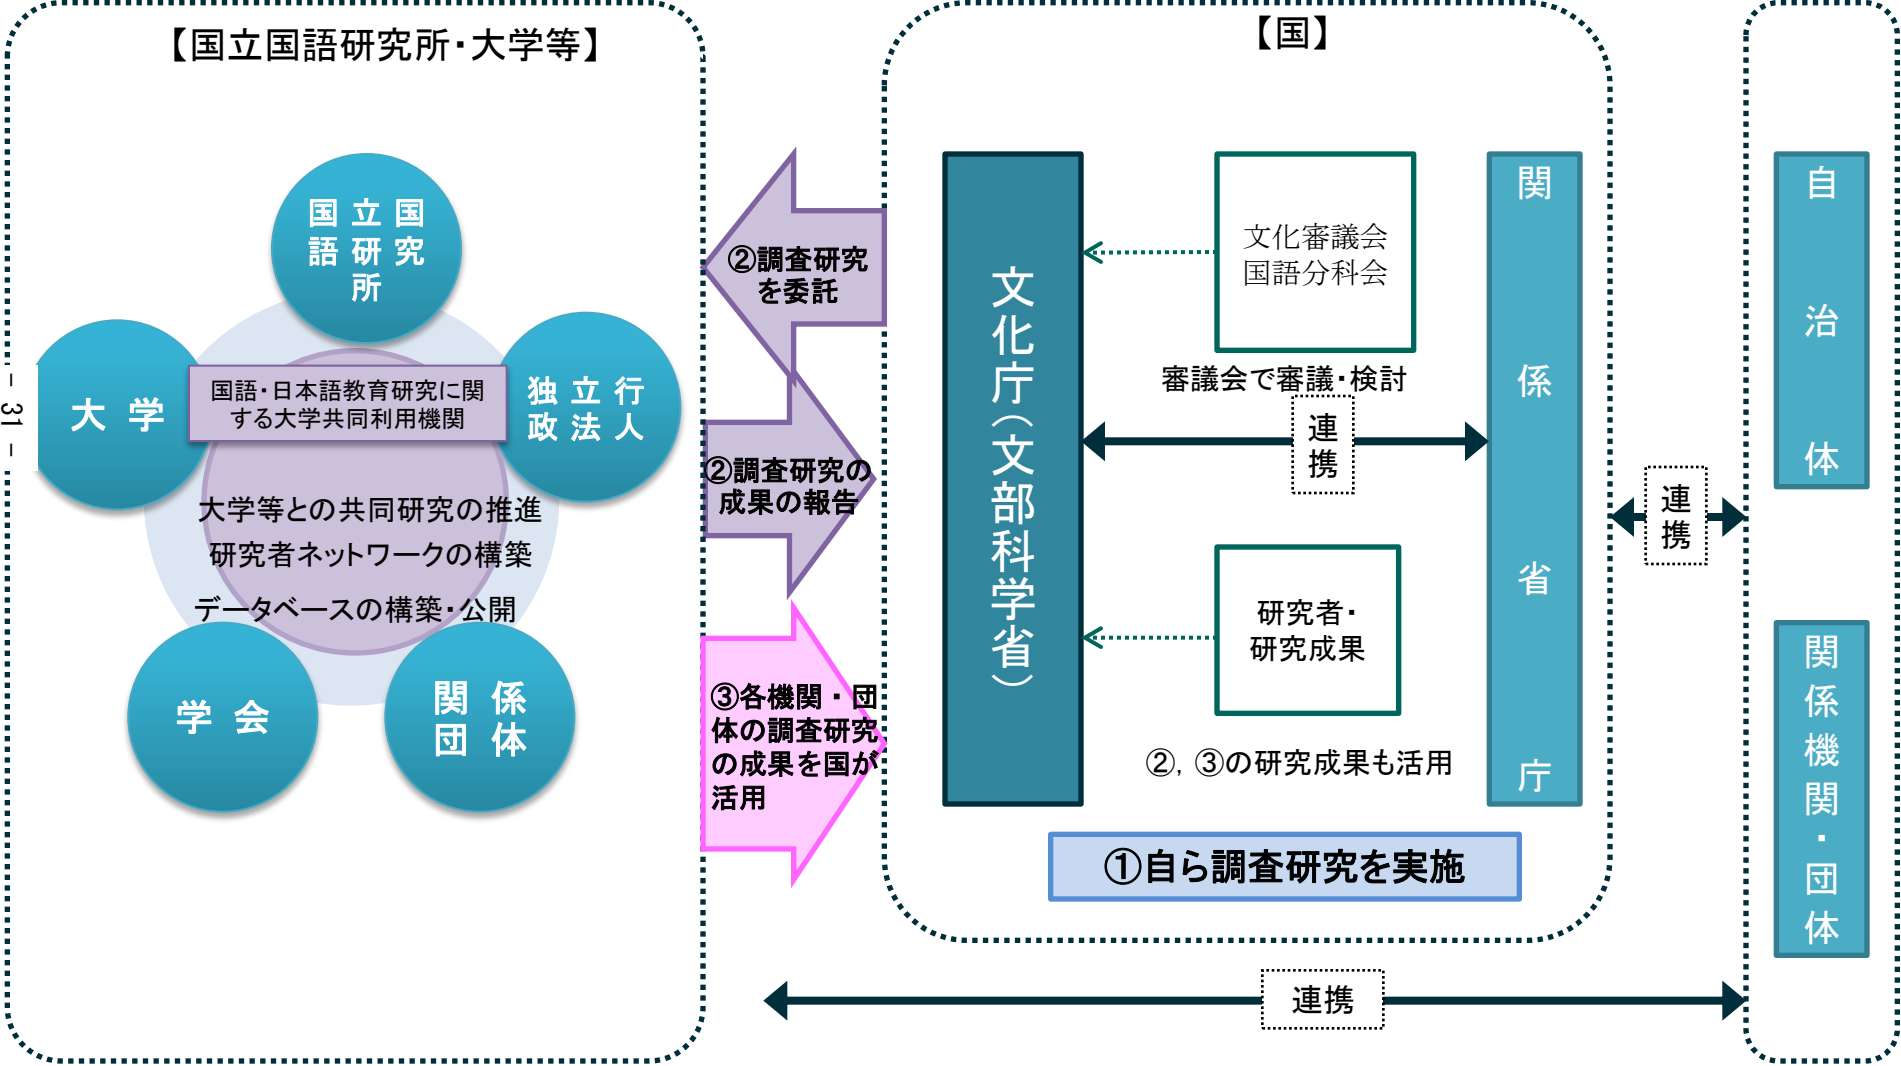 【国立国語研究所・大学等】
国立国
語研究
所
大学
独立行
政法人
国語・日本語教育研究に関
する大学共同利用機関
大学等との共同研究の推進
研究者ネットワークの構築
データベースの構築・公開
学会
関係
団体
− 31 −
②調査研究
を委託
②調査研究の
成果の報告
③各機関・団
体の調査研究
の成果を国が
活用
【国】
文化庁（文部科学省）
文化審議会
国語分科会
審議会で審議・検討
連
携
研究者・
研究成果
②，③の研究成果も活用
関係省庁
①自ら調査研究を実施
連
携
自治体
関係機関・団体
連携